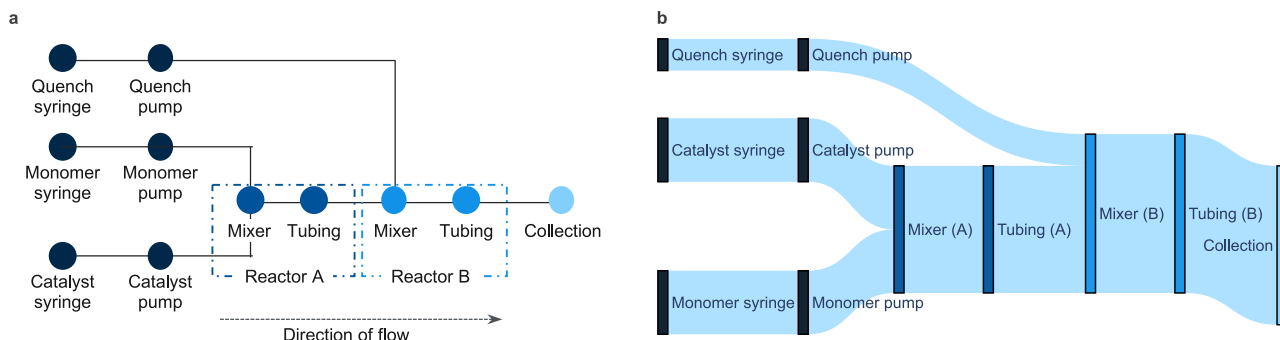 a
Quench
syringe
Quench
pump
Monomer
syringe
Monomer
pump
Mixer
Tubing
Mixer
Tubing
Collection
Reactor A
Reactor B
Catalyst
syringe
Catalyst
pump
Direction of flow
b
Quench syringe
Quench pump
Catalyst syringe
Catalyst pump
Mixer (A)
Tubing (A)
Mixer (B)
Tubing (B)
Collection
Monomer syringe
Monomer pump